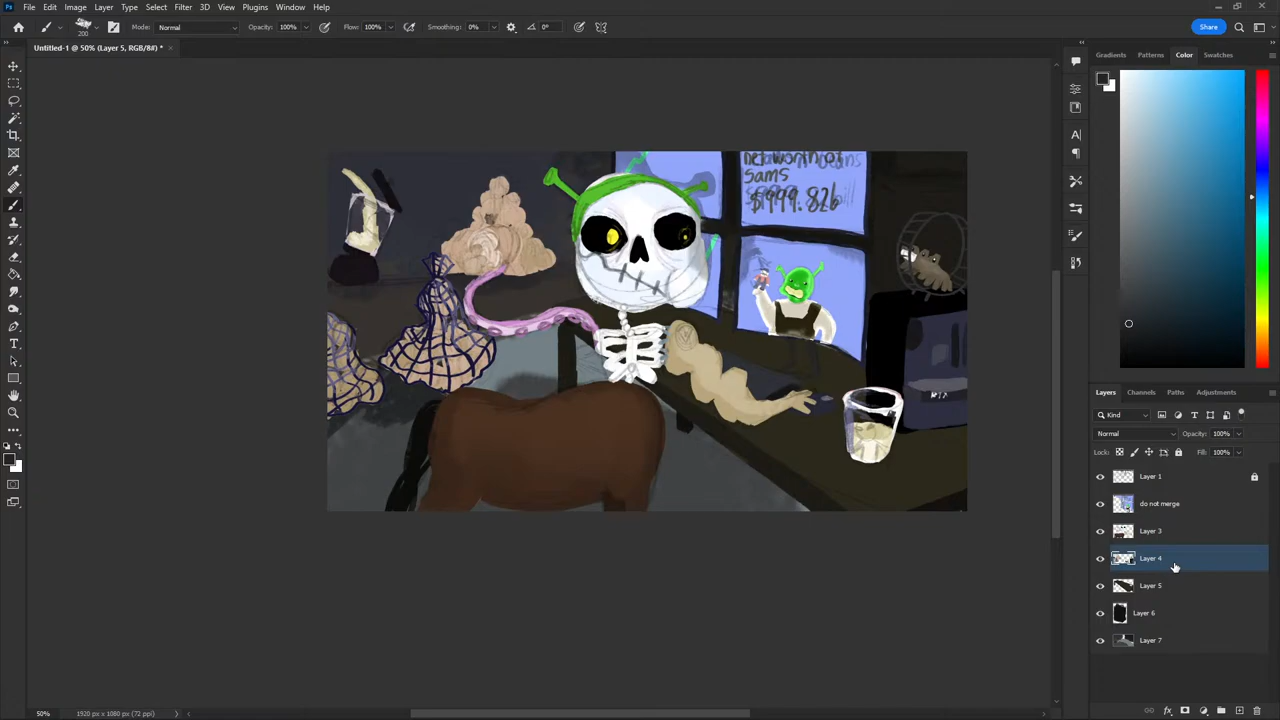 Ps File Edit Image Layer Type Select Filter 3D View Plugins Window Help
200 Mode: Normal Opacity: 100% Flow: 100% Smoothing: 0% 0° Share
Untitled-1 @ 50% (Layer 5, RGB/8#) *
Gradients Patterns Color Swatches
net worth of
Sams
$999.826
Layers Channels Paths Adjustments
Kind
Normal Opacity: 100%
Lock: Fill: 100%
Layer 1
do not merge
Layer 3
Layer 4
Layer 5
Layer 6
Layer 7
50% 1920 px x 1080 px (72 ppi)